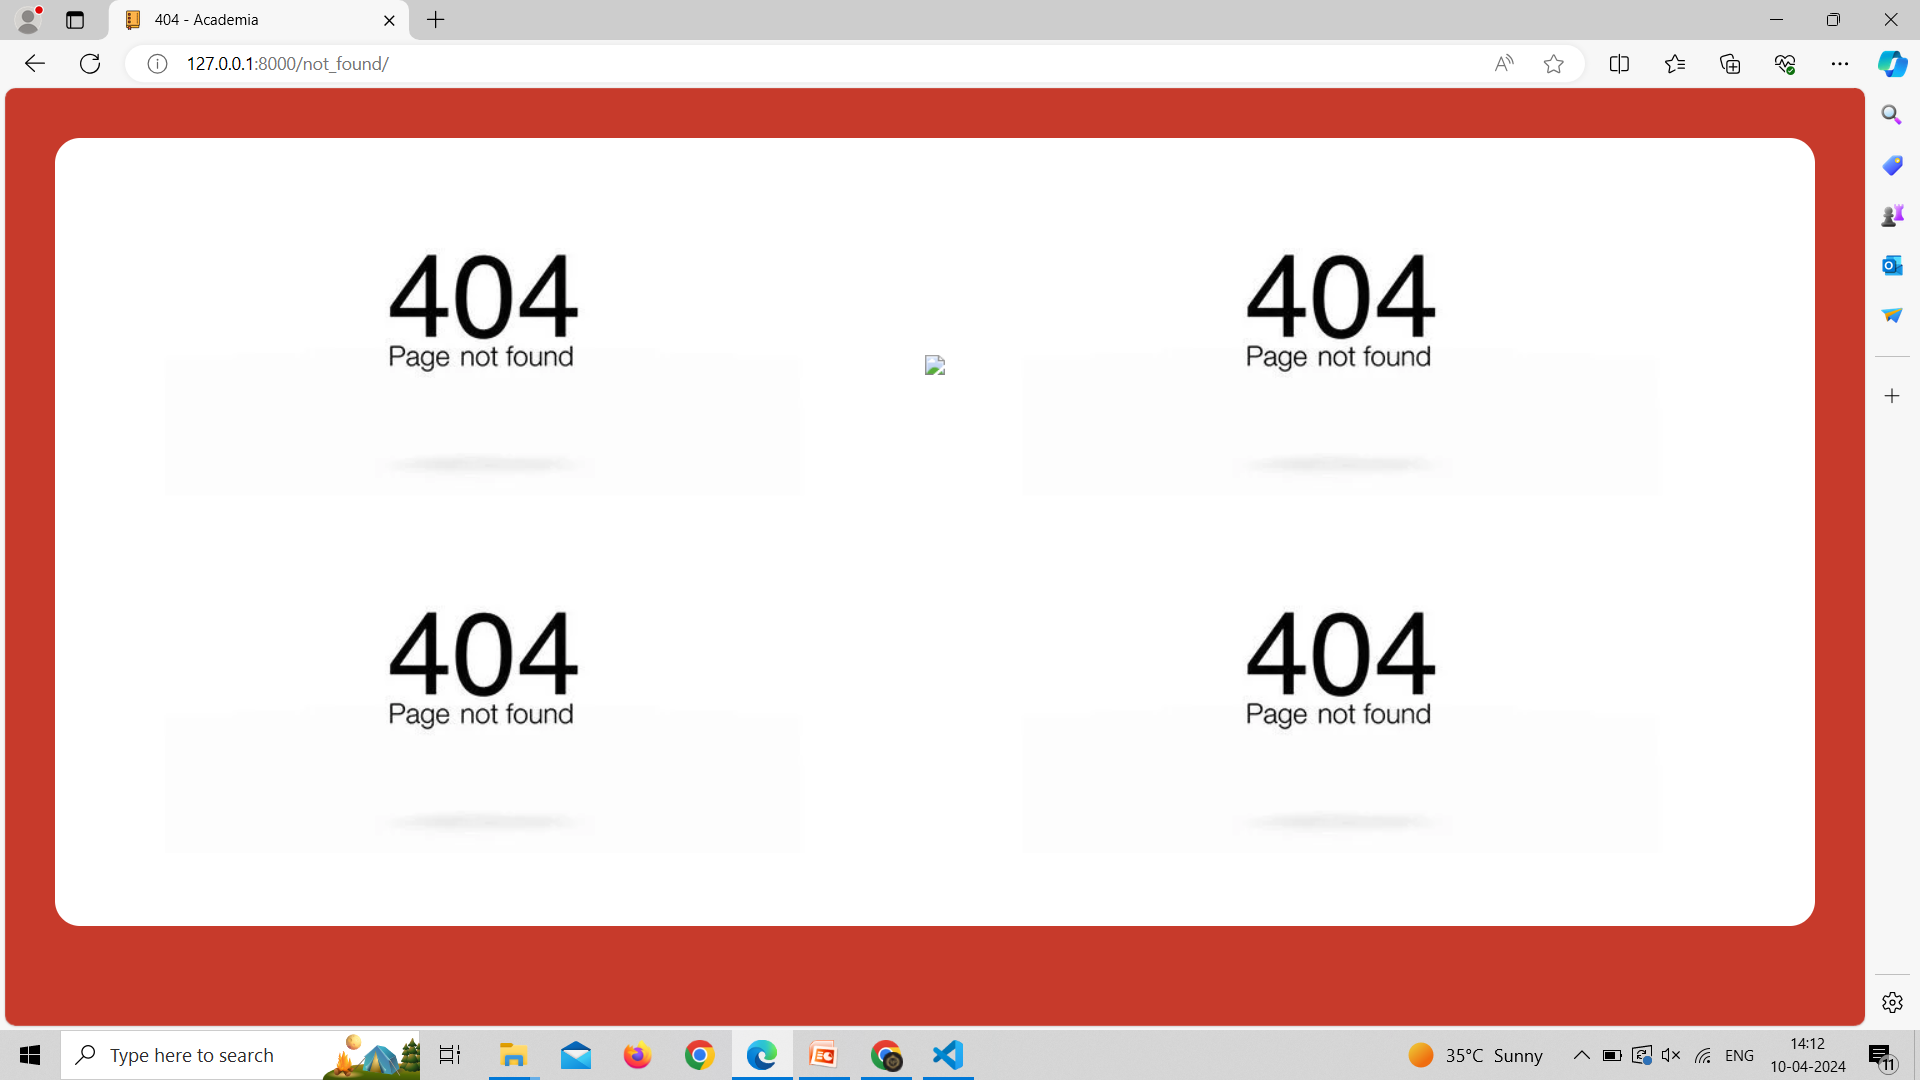 404 - Academia
127.0.0.1:8000/not_found/
404
Page not found
404
Page not found
404
Page not found
404
Page not found
Type here to search
35°C Sunny
ENG
14:12
10-04-2024
11